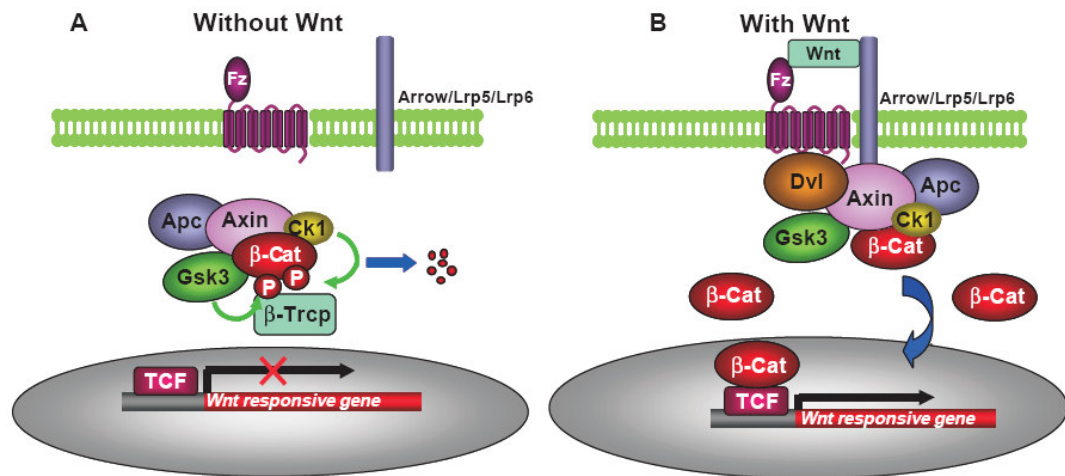 A
Without Wnt
Fz
Arrow/Lrp5/Lrp6
Apc
Axin
Ck1
β-Cat
Gsk3
P
P
β-Trcp
TCF
Wnt responsive gene
B
With Wnt
Wnt
Fz
Arrow/Lrp5/Lrp6
Dvl
Axin
Apc
Ck1
Gsk3
β-Cat
β-Cat
β-Cat
β-Cat
TCF
Wnt responsive gene